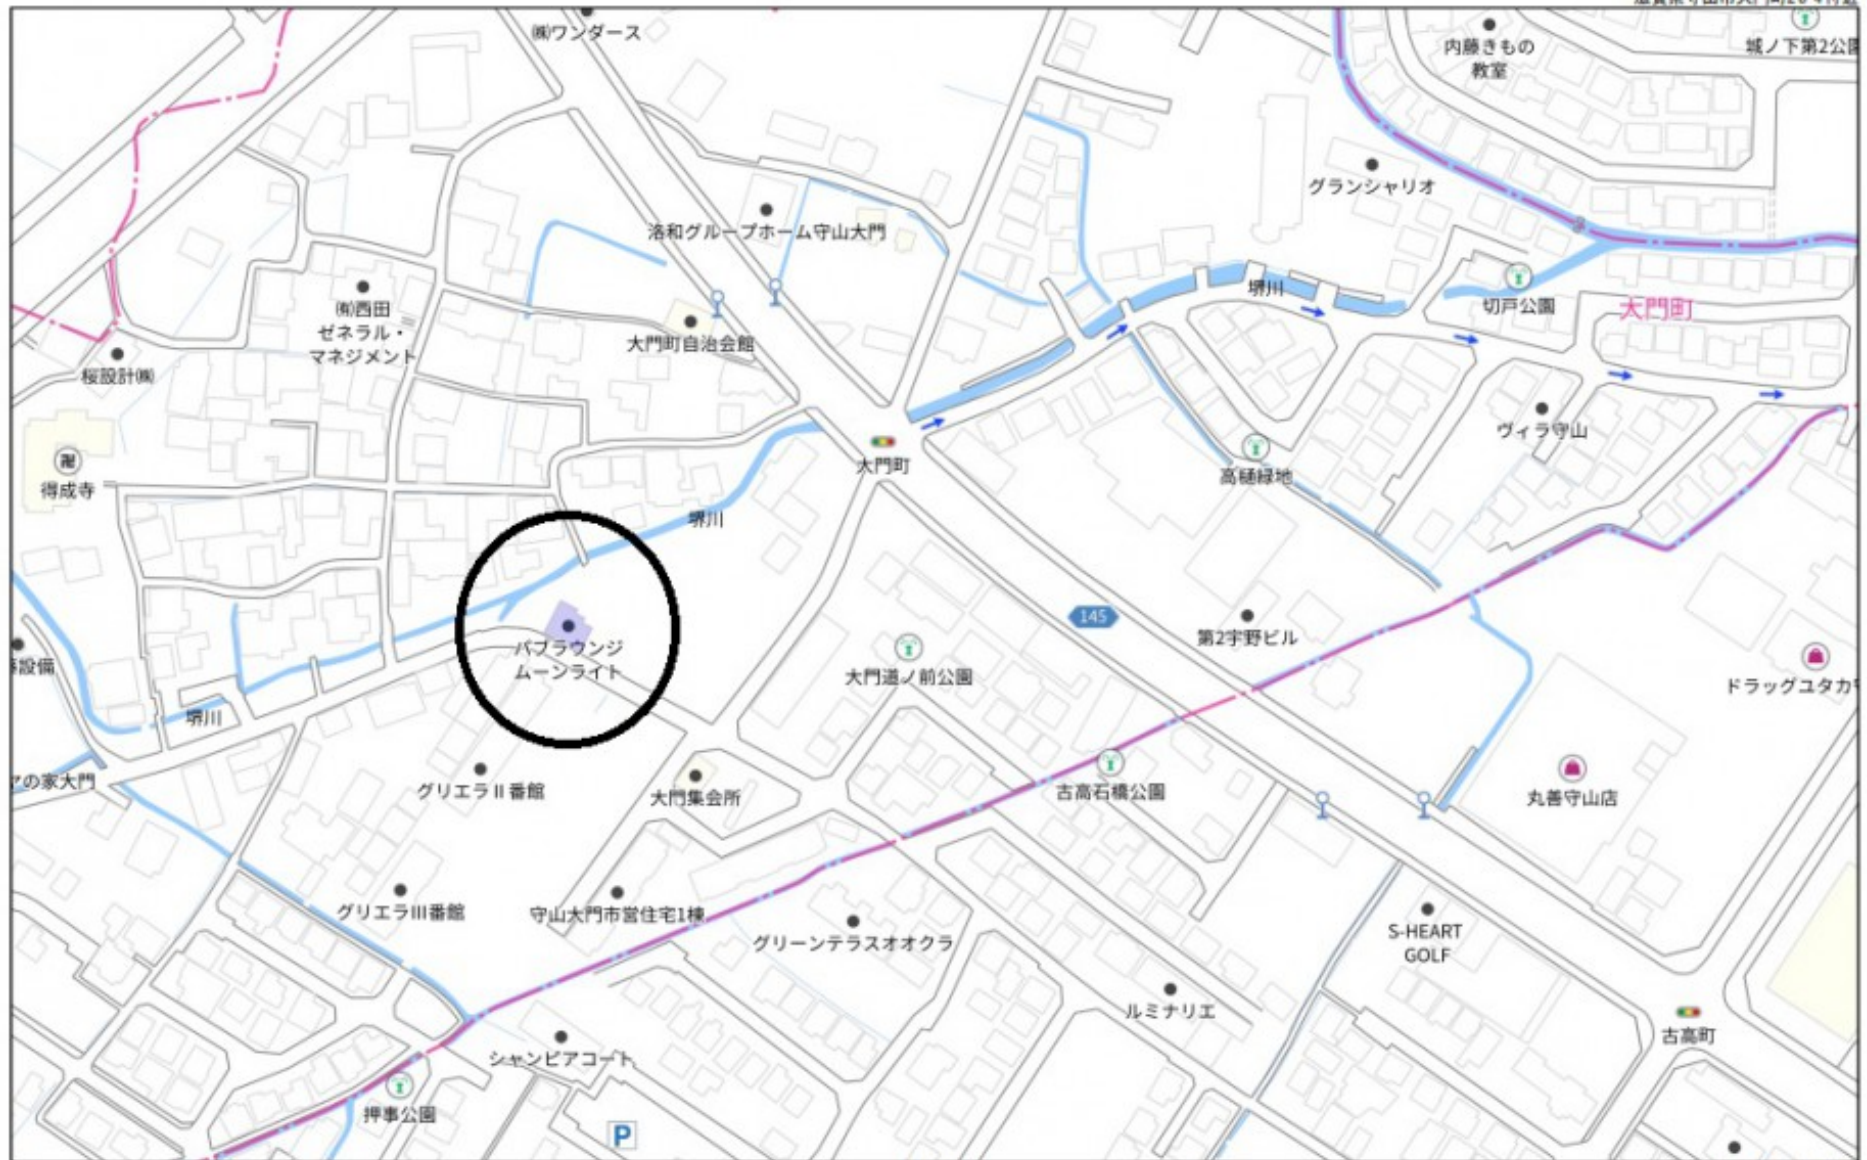 ㈱ワンダース
内藤きもの
教室
城ノ下第2公園
グランシャリオ
洛和グループホーム守山大門
㈲西田
ゼネラル・
マネジメント
大門町自治会館
堺川
切戸公園
大門町
桜設計㈱
ヴィラ守山
得成寺
大門町
高樋緑地
堺川
145
第2宇野ビル
パブラウンジ
ムーンライト
大門道ノ前公園
設備
ドラッグユタカ
堺川
の家大門
グリエラⅡ番館
大門集会所
古高石橋公園
丸善守山店
グリエラⅢ番館
守山大門市営住宅1棟
グリーンテラスオオクラ
S-HEART
GOLF
ルミナリエ
古高町
シャンピアコート
押事公園
P